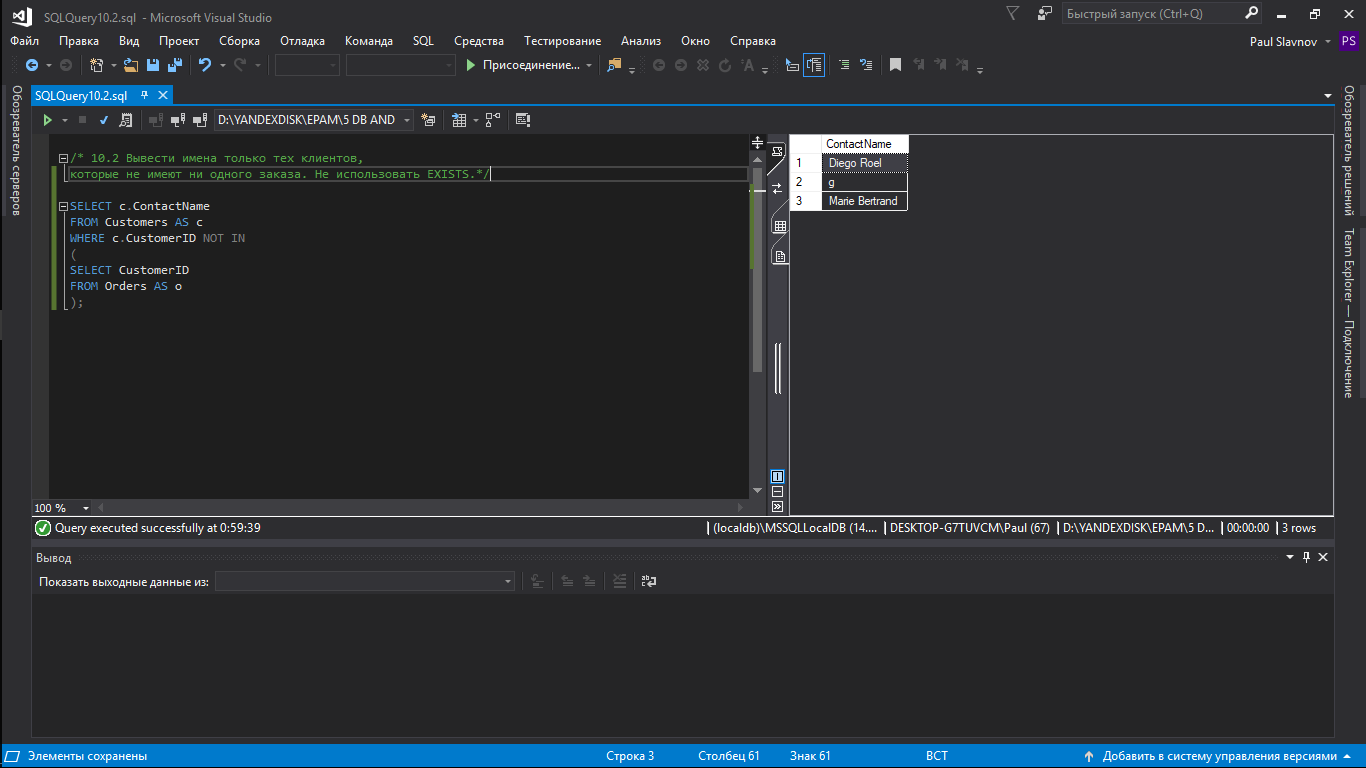 SQLQuery10.2.sql - Microsoft Visual Studio
Быстрый запуск (Ctrl+Q)
Файл Правка Вид Проект Сборка Отладка Команда SQL Средства Тестирование Анализ Окно Справка
Paul Slavnov PS
Присоединение...
Обозреватель серверов
SQLQuery10.2.sql
D:\YANDEXDISK\EPAM\5 DB AND
/* 10.2 Вывести имена только тех клиентов,
которые не имеют ни одного заказа. Не использовать EXISTS.*/
SELECT c.ContactName
FROM Customers AS c
WHERE c.CustomerID NOT IN
(
SELECT CustomerID
FROM Orders AS o
);
ContactName
1 Diego Roel
2 g
3 Marie Bertrand
Обозреватель решений
Team Explorer — Подключение
100 %
Query executed successfully at 0:59:39
(localdb)\MSSQLLocalDB (14.... DESKTOP-G7TUVCM\Paul (67) D:\YANDEXDISK\EPAM\5 D... 00:00:00 3 rows
Вывод
Показать выходные данные из:
Элементы сохранены
Строка 3 Столбец 61 Знак 61 ВСТ
Добавить в систему управления версиями